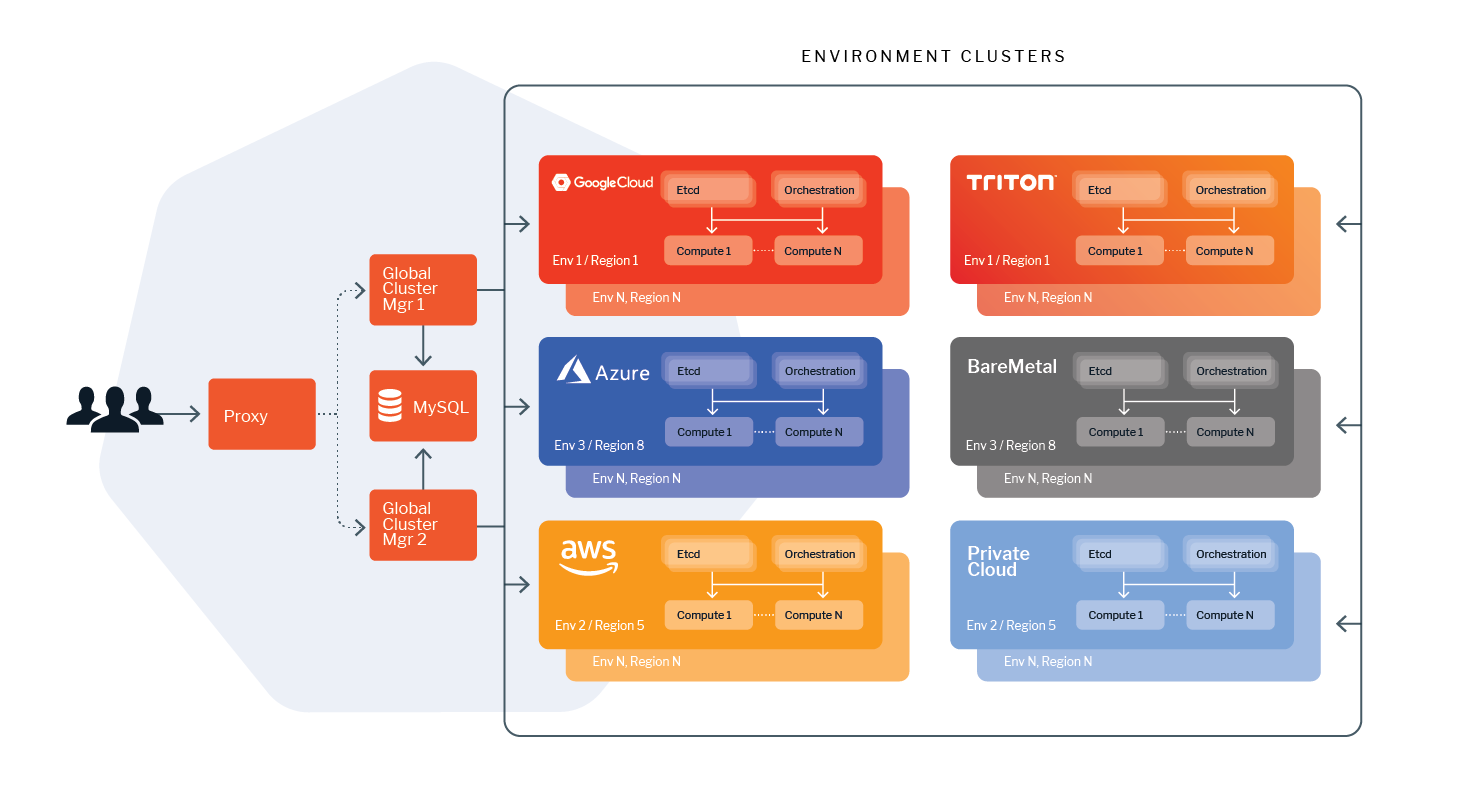 ENVIRONMENT CLUSTERS
Proxy
Global
Cluster
Mgr 1
MySQL
Global
Cluster
Mgr 2
Google Cloud
Etcd
Orchestration
Compute 1
Compute N
Env 1 / Region 1
Env N, Region N
TRITON
Etcd
Orchestration
Compute 1
Compute N
Env 1 / Region 1
Env N, Region N
Azure
Etcd
Orchestration
Compute 1
Compute N
Env 3 / Region 8
Env N, Region N
BareMetal
Etcd
Orchestration
Compute 1
Compute N
Env 3 / Region 8
Env N, Region N
aws
Etcd
Orchestration
Compute 1
Compute N
Env 2 / Region 5
Env N, Region N
Private
Cloud
Etcd
Orchestration
Compute 1
Compute N
Env 2 / Region 5
Env N, Region N